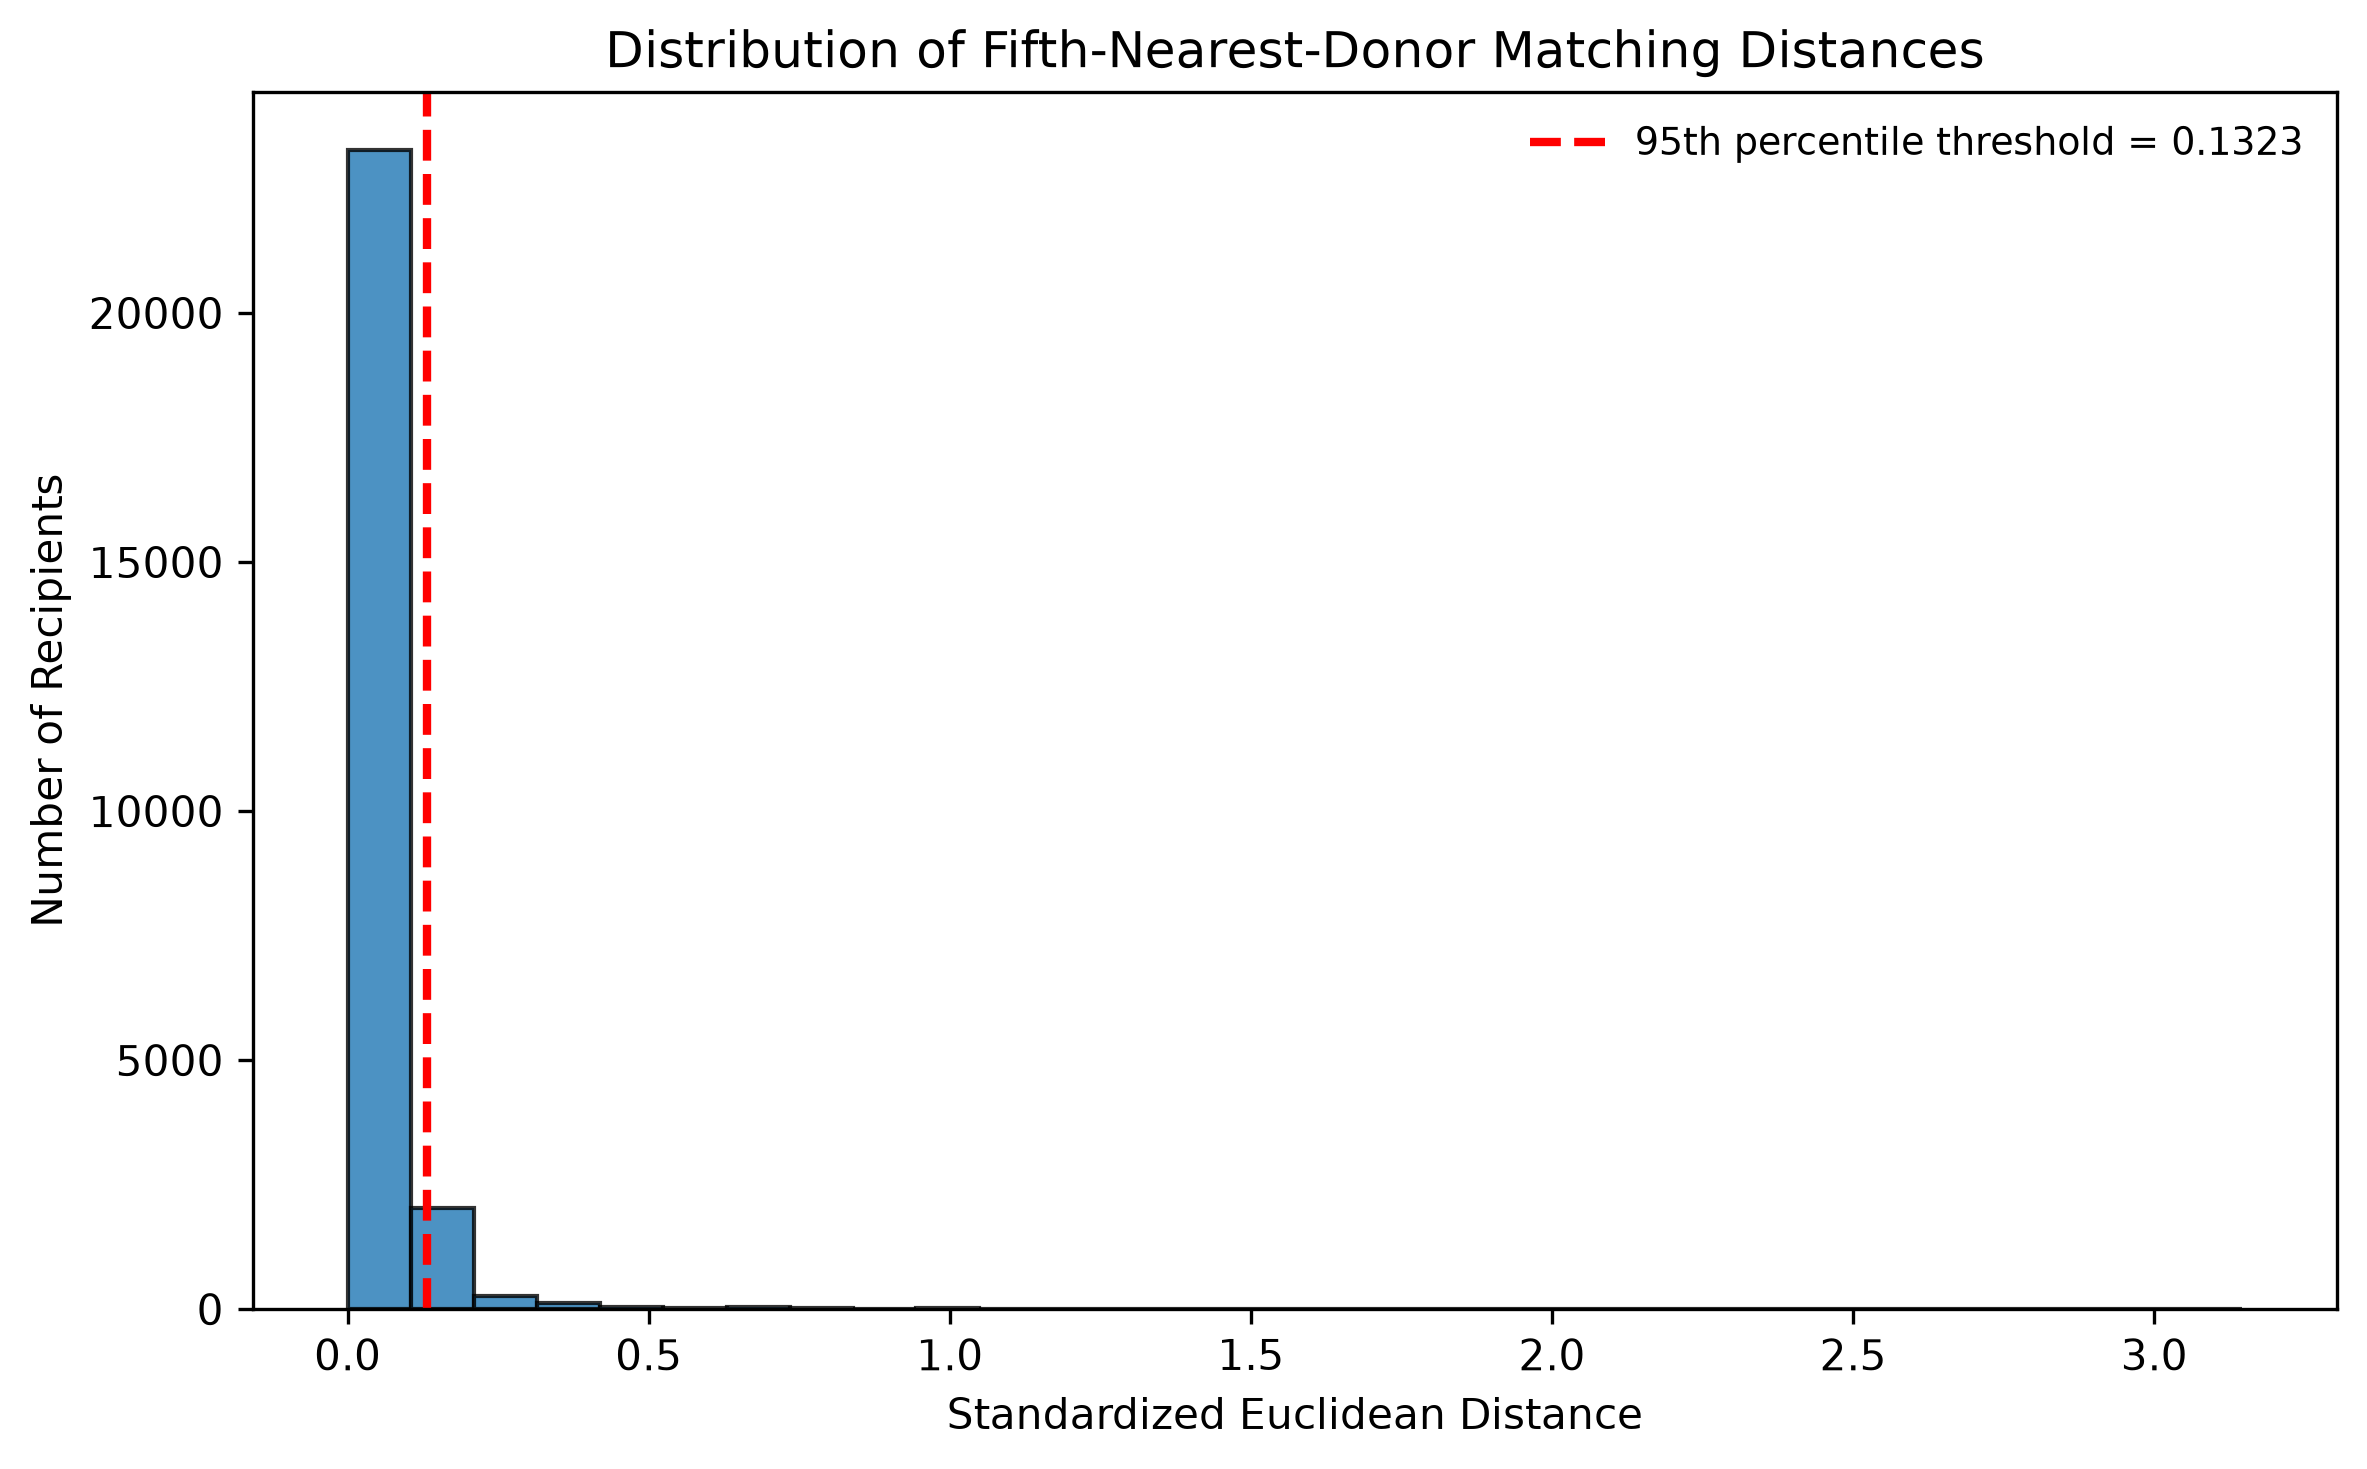 Distribution of Fifth-Nearest-Donor Matching Distances
95th percentile threshold = 0.1323
Number of Recipients
20000
15000
10000
5000
0
0.0 0.5 1.0 1.5 2.0 2.5 3.0
Standardized Euclidean Distance